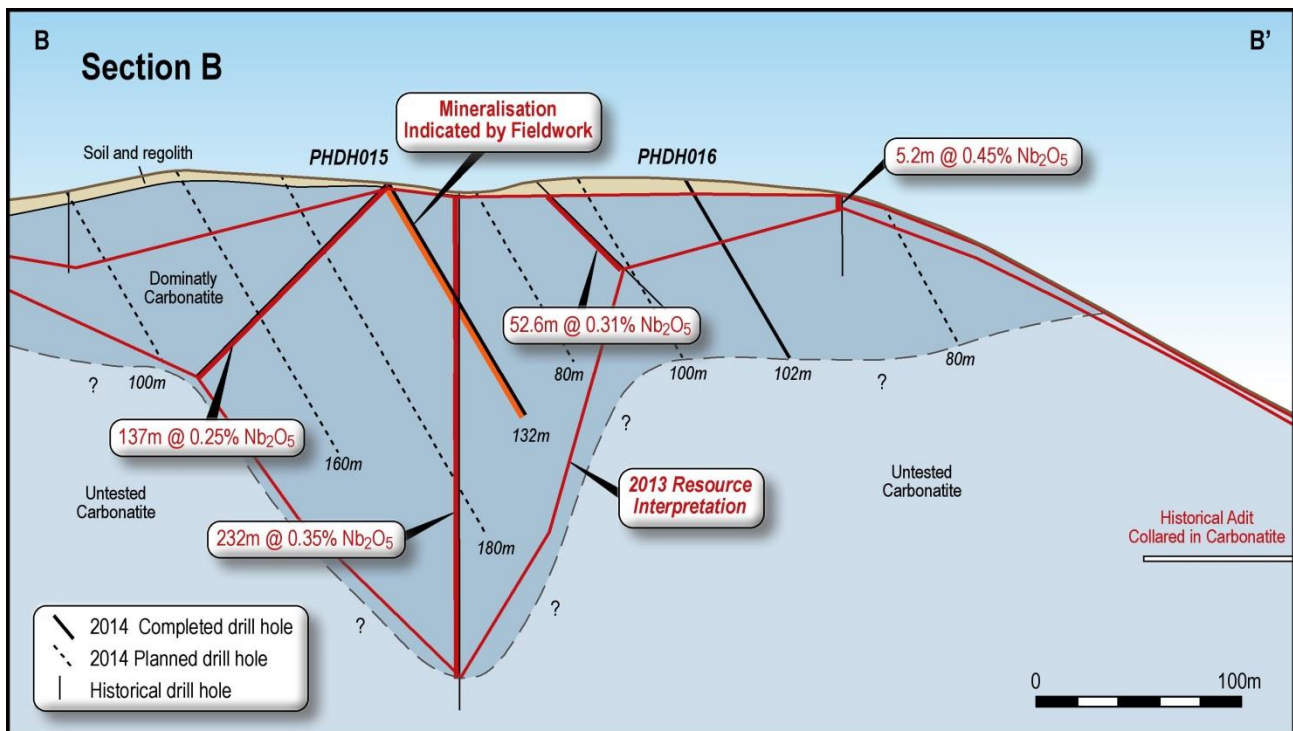 B
B'
Section B
Mineralisation
Indicated by Fieldwork
Soil and regolith
PHDH015
PHDH016
5.2m @ 0.45% Nb₂O₅
Dominatly
Carbonatite
52.6m @ 0.31% Nb₂O₅
?
100m
80m
100m
102m
?
80m
137m @ 0.25% Nb₂O₅
132m
?
160m
Untested
Carbonatite
2013 Resource
Interpretation
Untested
Carbonatite
232m @ 0.35% Nb₂O₅
180m
Historical Adit
Collared in Carbonatite
?
?
2014 Completed drill hole
2014 Planned drill hole
Historical drill hole
0
100m